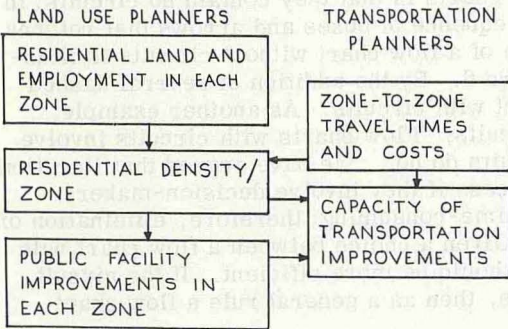 LAND USE PLANNERS
RESIDENTIAL LAND AN
EMPLOYMENT IN EACH
ZONE
RESIDENTIAL DENSITY/
ZONE
PUBLIC FACILITY
IMPROVEMENTS IN
EACH ZONE
TRANSPORTATION
PLANNERS
ZONE-TO-ZONE
TRAVEL TIMES
AND COSTS
CAPACITY OF
TRANSPORTATION
IMPROVEMENTS